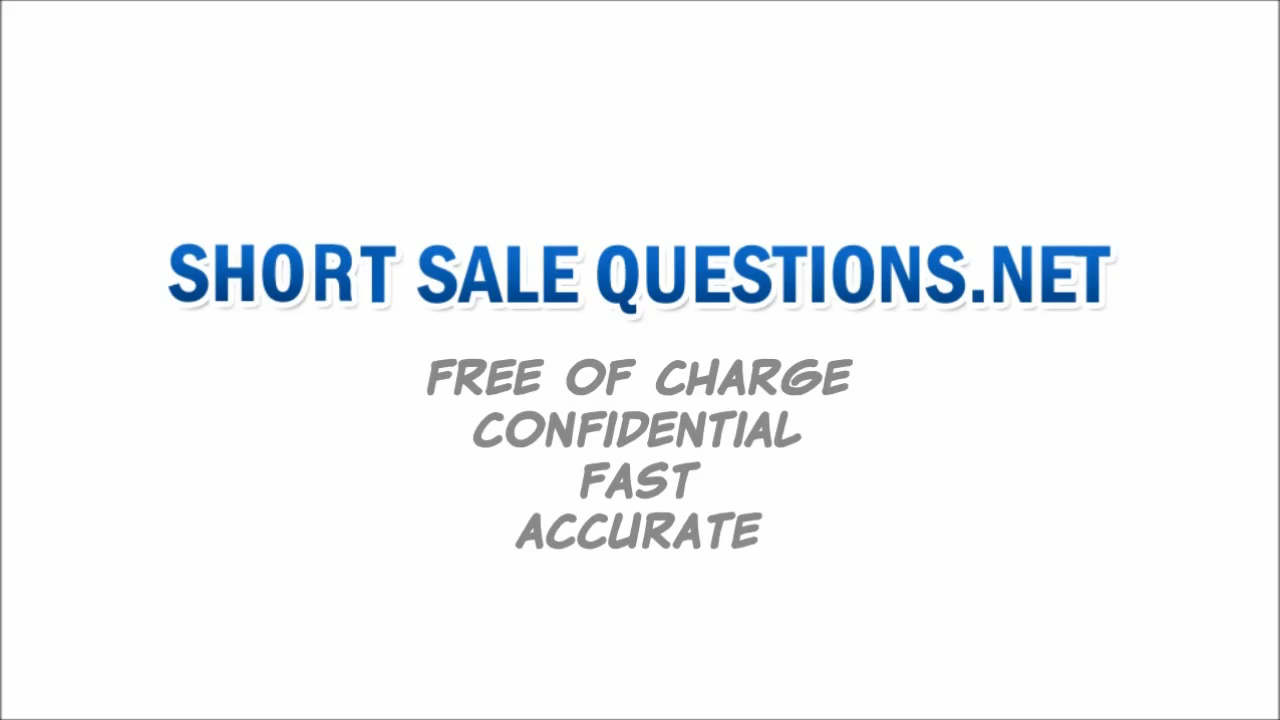 SHORT SALE QUESTIONS.NET
FREE OF CHARGE
CONFIDENTIAL
FAST
ACCURATE